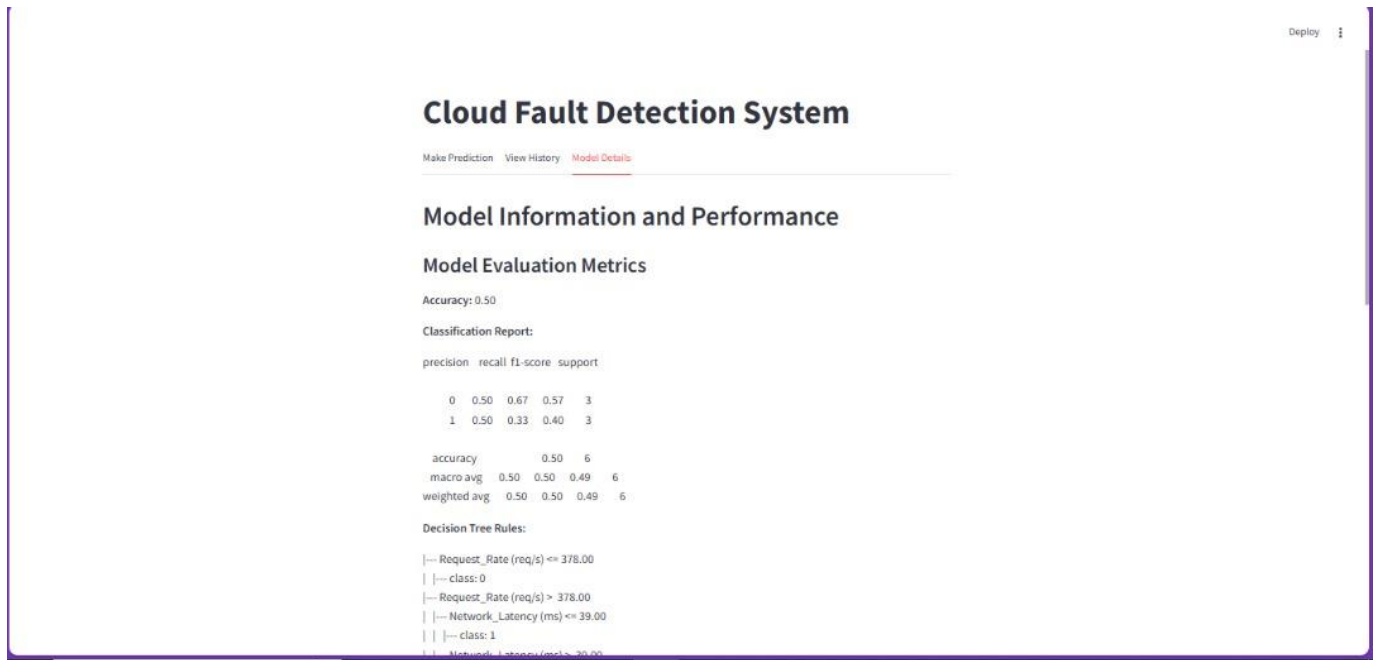 Deploy
Cloud Fault Detection System
Make Prediction View History Model Details
Model Information and Performance
Model Evaluation Metrics
Accuracy: 0.50
Classification Report:
precision recall f1-score support
0 0.50 0.67 0.57 3
1 0.50 0.33 0.40 3
accuracy 0.50 6
macro avg 0.50 0.50 0.49 6
weighted avg 0.50 0.50 0.49 6
Decision Tree Rules:
|--- Request_Rate (req/s) <= 378.00
| |--- class: 0
|--- Request_Rate (req/s) > 378.00
| |--- Network_Latency (ms) <= 39.00
| | |--- class: 1
| |--- Network_Latency (ms) > 39.00